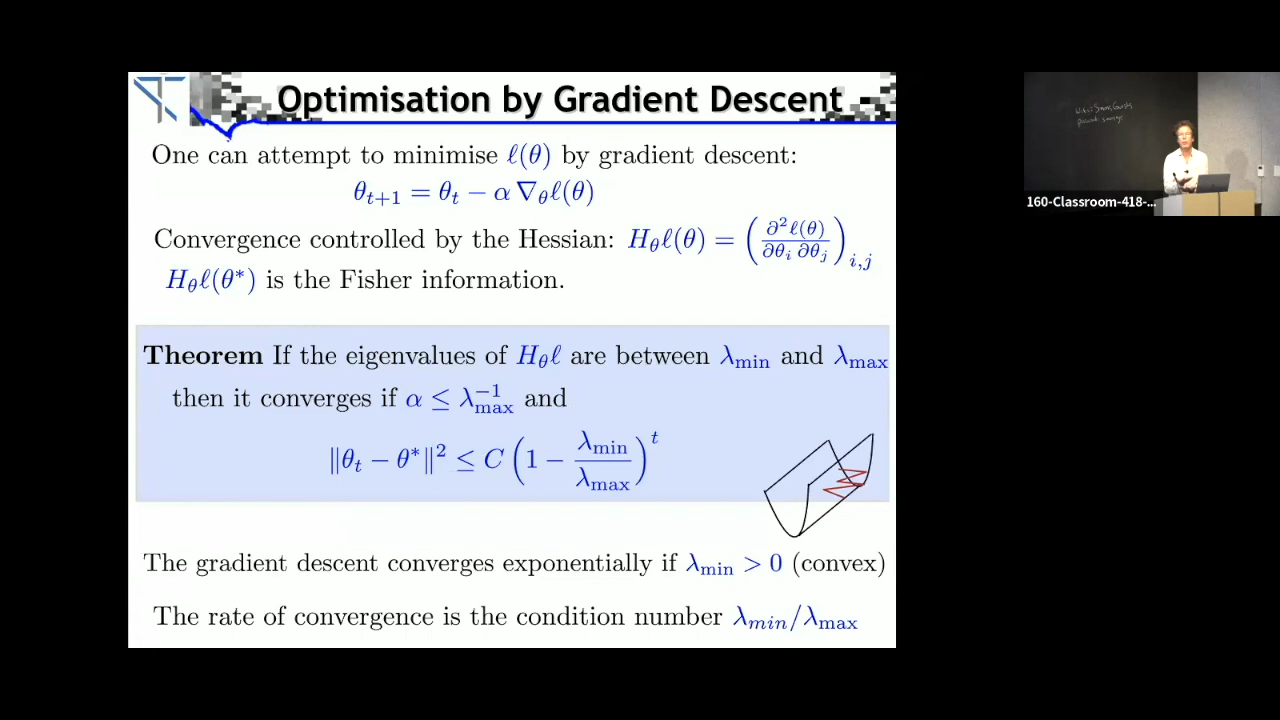 Optimisation by Gradient Descent
One can attempt to minimise ℓ(θ) by gradient descent:
θ_{t+1} = θ_t − α ∇_θ ℓ(θ)
Convergence controlled by the Hessian: H_θℓ(θ) = (∂²ℓ(θ) / ∂θ_i ∂θ_j)_{i,j}
H_θℓ(θ*) is the Fisher information.
Theorem If the eigenvalues of H_θℓ are between λ_min and λ_max
then it converges if α ≤ λ_max^{−1} and
‖θ_t − θ*‖² ≤ C (1 − λ_min / λ_max)^t
The gradient descent converges exponentially if λ_min > 0 (convex)
The rate of convergence is the condition number λ_min/λ_max
160-Classroom-418-...